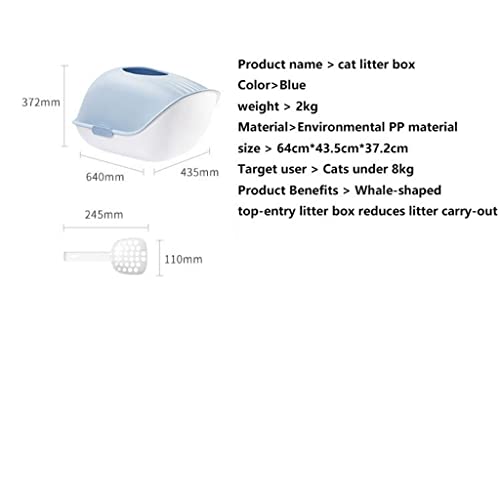 Product name > cat litter box
Color>Blue
372mm
weight > 2kg
Material>Environmental PP material
size > 64cm*43.5cm*37.2cm
640mm
435mm
Target user > Cats under 8kg
Product Benefits > Whale-shaped
top-entry litter box reduces litter carry-out
245mm
110mm